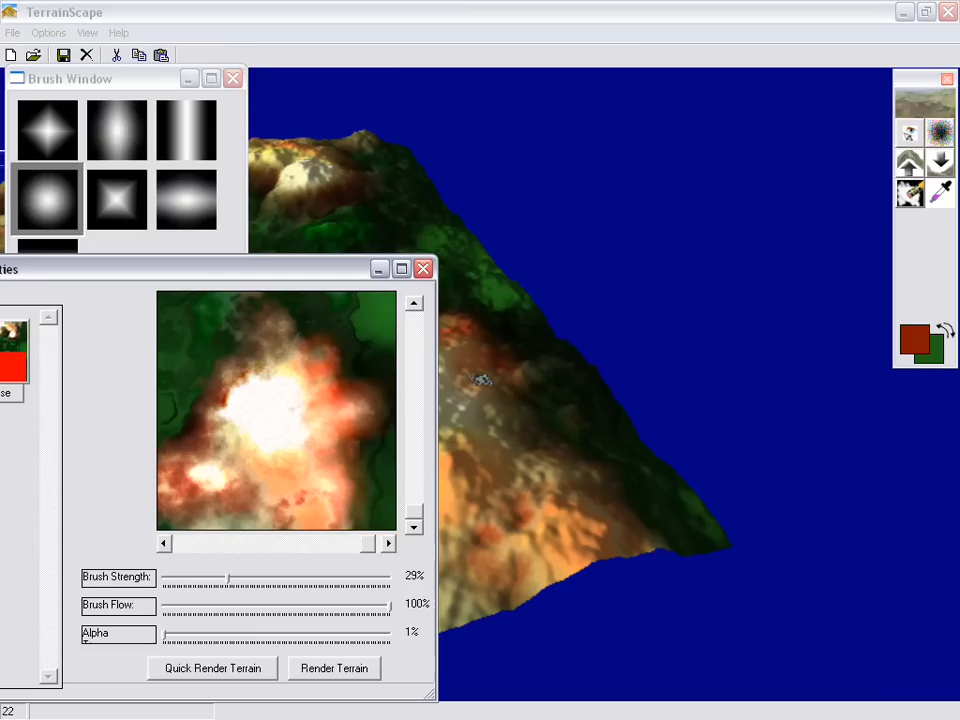 TerrainScape
File Options View Help
Brush Window
ties
se
Brush Strength: 29%
Brush Flow: 100%
Alpha 1%
Quick Render Terrain Render Terrain
22